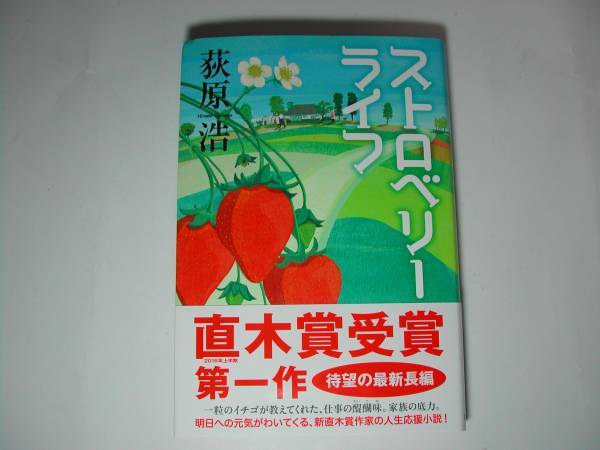 ストロベリー
ライフ
荻原 浩
Hiroshi Ogiwara
直木賞受賞
2016年上半期
第一作
待望の最新長編
一粒のイチゴが教えてくれた、仕事の醍醐味。家族の底力。
明日への元気がわいてくる、新直木賞作家の人生応援小説!